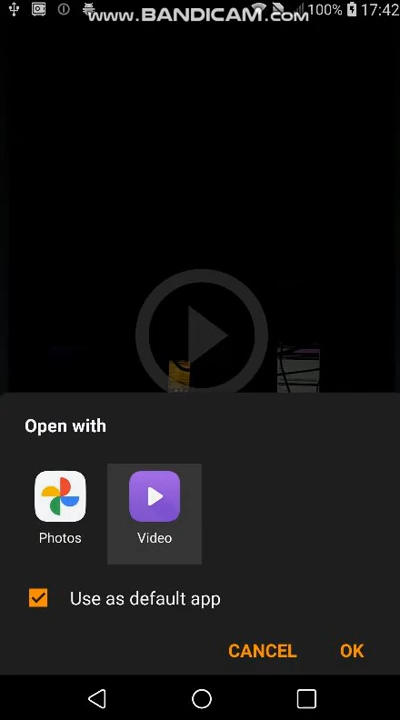 www.BANDICAM.com
100% 17:42
Open with
Photos Video
Use as default app
CANCEL OK